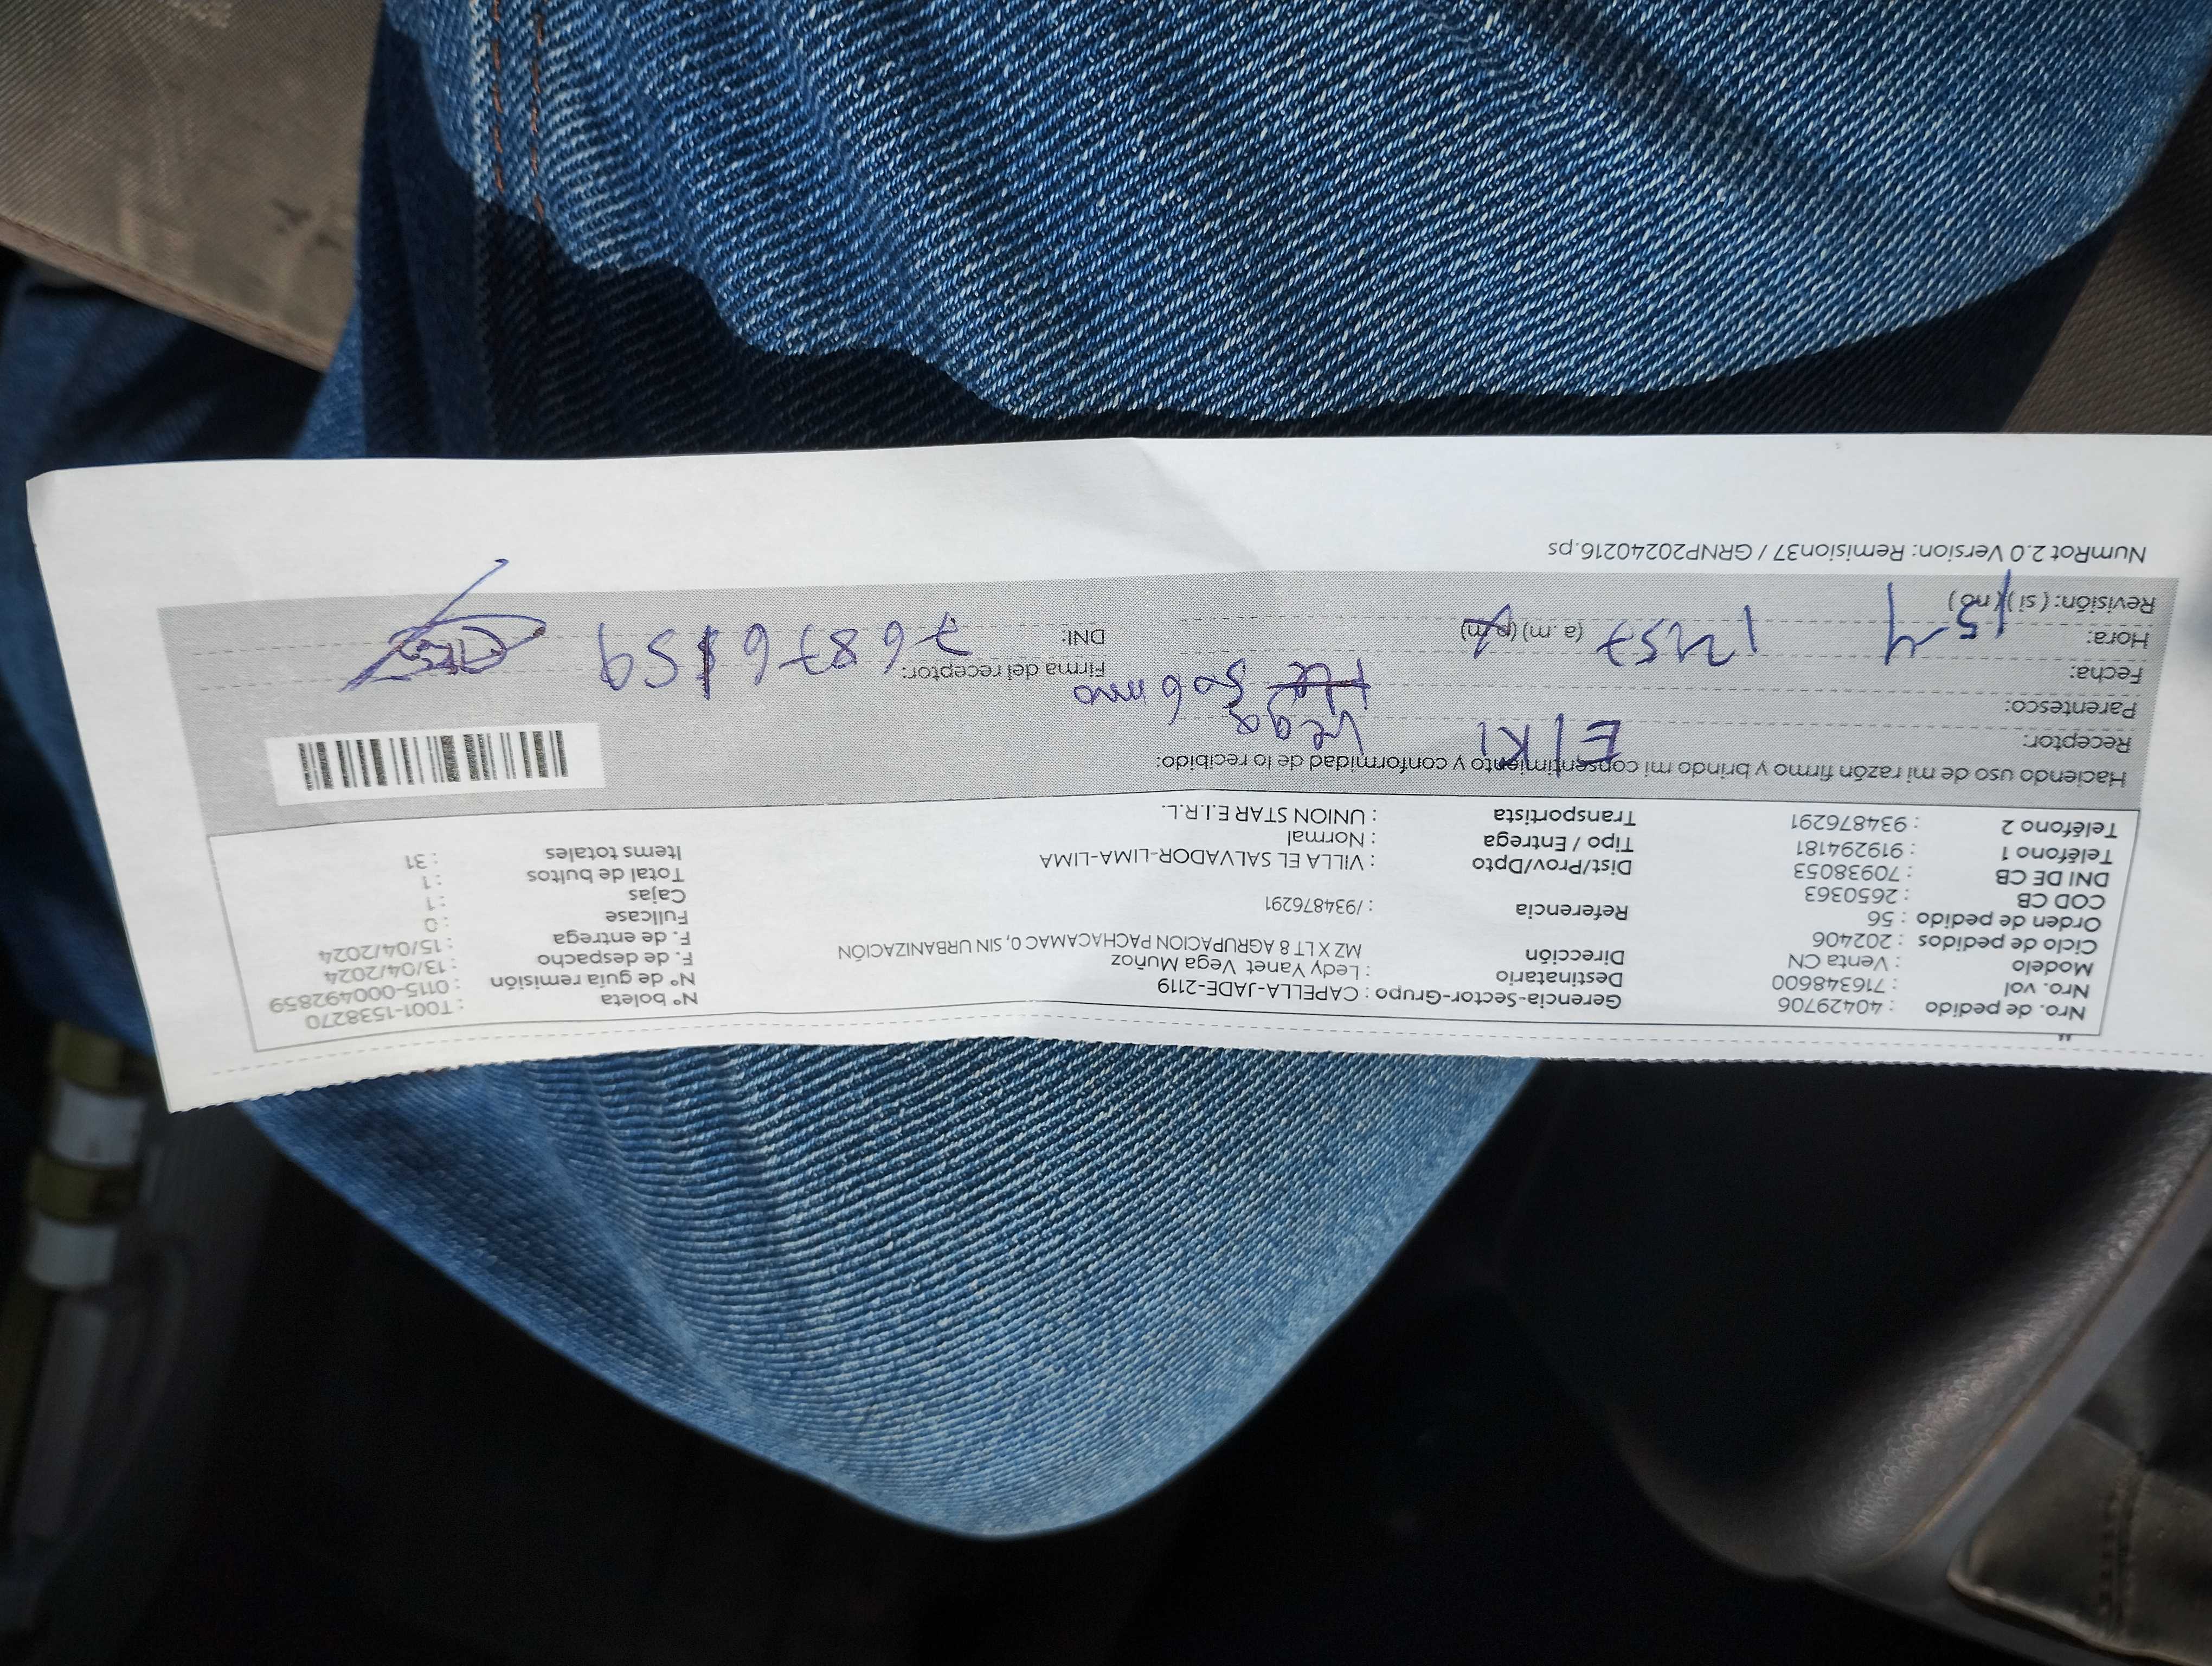 Nro. de pedido : 40429706 Gerencia-Sector-Grupo : CAPELLA-JADE-2119 N° boleta : T001-1538270
Nro. vol : 716348600 Destinatario : Ledy Yanet Vega Muñoz N° de guía remisión : 0115-000492859
Modelo : Venta CN Dirección MZ X LT 8 AGRUPACION PACHACAMAC 0, SIN URBANIZACIÓN F. de despacho : 13/04/2024
Ciclo de pedidos : 202406 F. de entrega : 15/04/2024
Orden de pedido : 56 Referencia : /934876291 Fullcase : 0
COD CB : 2650363 Cajas : 1
DNI DE CB : 70938053 Dist/Prov/Dpto : VILLA EL SALVADOR-LIMA-LIMA Total de bultos : 1
Teléfono 1 : 919294181 Tipo / Entrega : Normal Items totales : 31
Teléfono 2 : 934876291 Transportista : UNION STAR E.I.R.L.
Haciendo uso de mi razón firmo y brindo mi consentimiento y conformidad de lo recibido:
Receptor: Vega
Parentesco: Sobrino
Fecha: 15 4 Firma del receptor:
Hora: 1257 (a .m) (p.m) DNI:
Revisión: ( si ) ( no )
NumRot 2.0 Version: Remision37 / GRNP20240216.ps